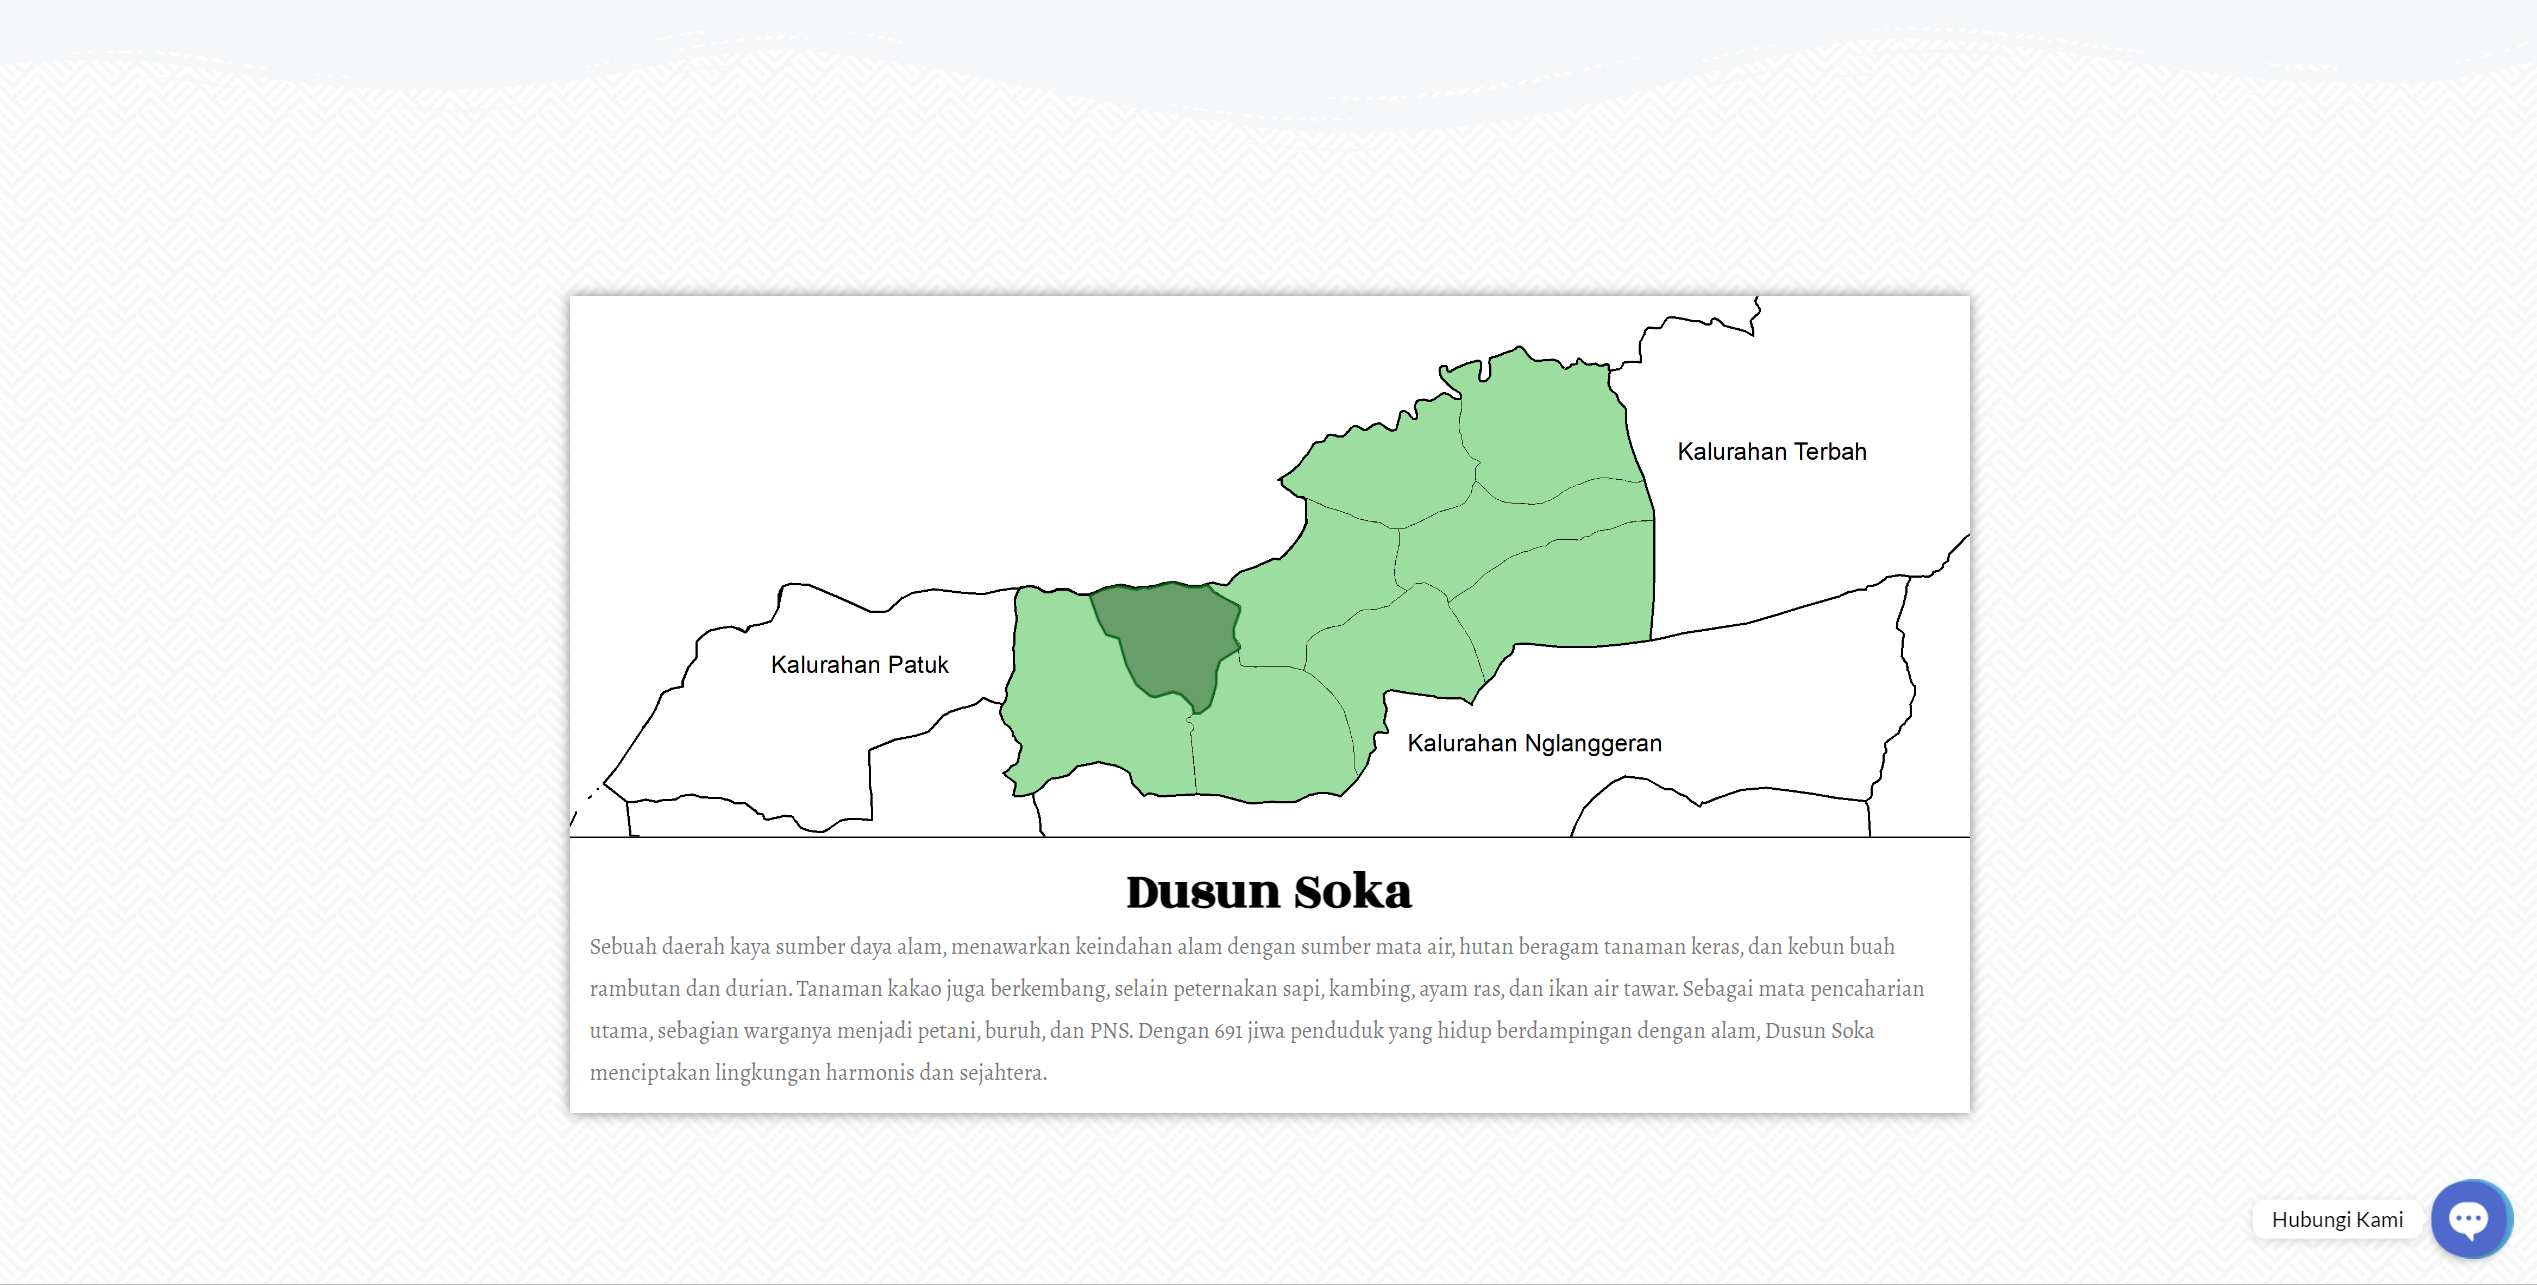 Kalurahan Terbah
Kalurahan Patuk
Kalurahan Nglanggeran
Dusun Soka
Sebuah daerah kaya sumber daya alam, menawarkan keindahan alam dengan sumber mata air, hutan beragam tanaman keras, dan kebun buah
rambutan dan durian. Tanaman kakao juga berkembang, selain peternakan sapi, kambing, ayam ras, dan ikan air tawar. Sebagai mata pencaharian
utama, sebagian warganya menjadi petani, buruh, dan PNS. Dengan 691 jiwa penduduk yang hidup berdampingan dengan alam, Dusun Soka
menciptakan lingkungan harmonis dan sejahtera.
Hubungi Kami